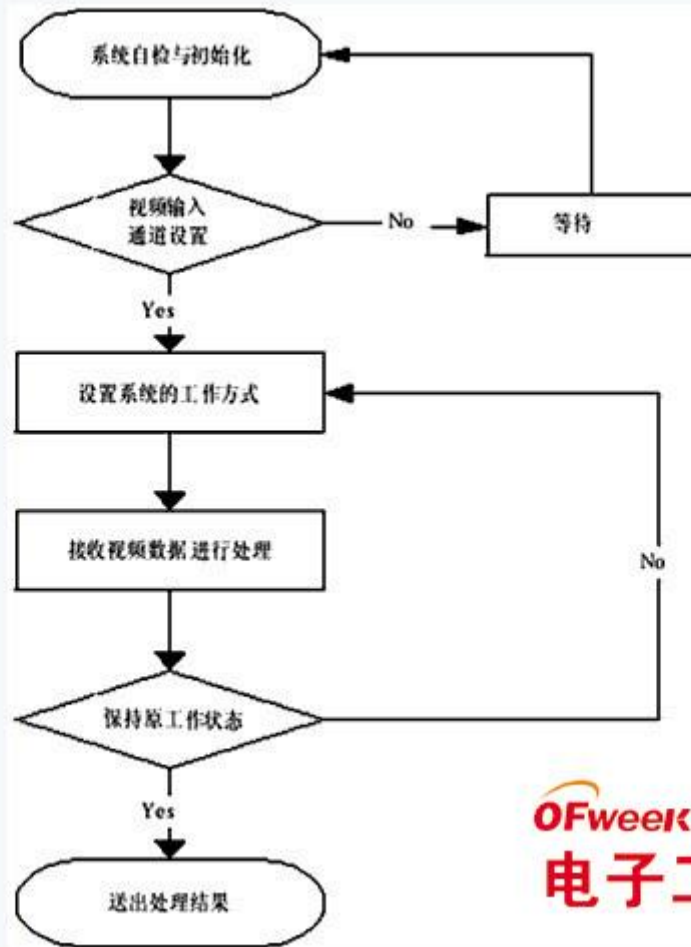 系统自检与初始化
视频输入
通道设置
No
等待
Yes
设置系统的工作方式
接收视频数据进行处理
No
保持原工作状态
Yes
送出处理结果
OFweek
电子工